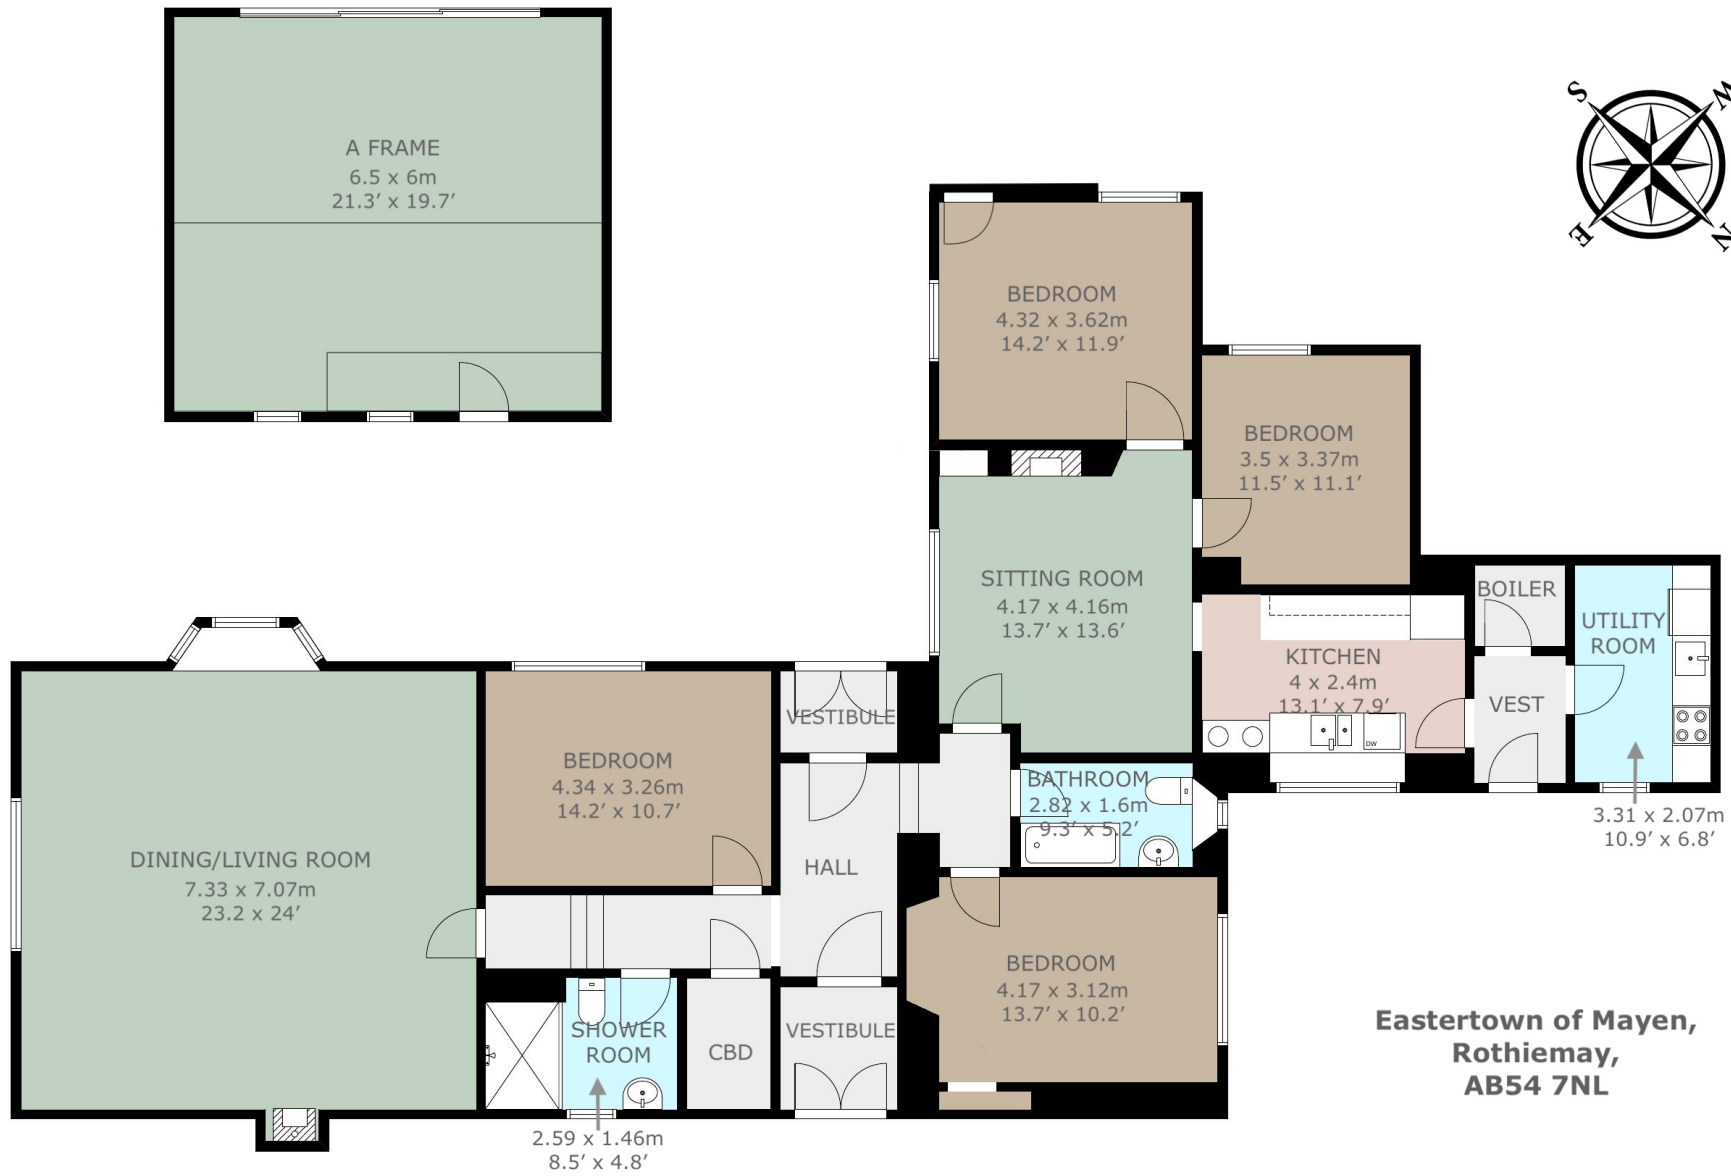 A FRAME
6.5 x 6m
21.3’ x 19.7’
S
W
E
N
BEDROOM
4.32 x 3.62m
14.2’ x 11.9’
BEDROOM
3.5 x 3.37m
11.5’ x 11.1’
SITTING ROOM
4.17 x 4.16m
13.7’ x 13.6’
BOILER
UTILITY
ROOM
KITCHEN
4 x 2.4m
13.1’ x 7.9’
DW
VEST
3.31 x 2.07m
10.9’ x 6.8’
VESTIBULE
BEDROOM
4.34 x 3.26m
14.2’ x 10.7’
BATHROOM
2.82 x 1.6m
9.3’ x 5.2’
DINING/LIVING ROOM
7.33 x 7.07m
23.2 x 24’
HALL
BEDROOM
4.17 x 3.12m
13.7’ x 10.2’
SHOWER
ROOM
CBD
VESTIBULE
2.59 x 1.46m
8.5’ x 4.8’
Eastertown of Mayen,
Rothiemay,
AB54 7NL